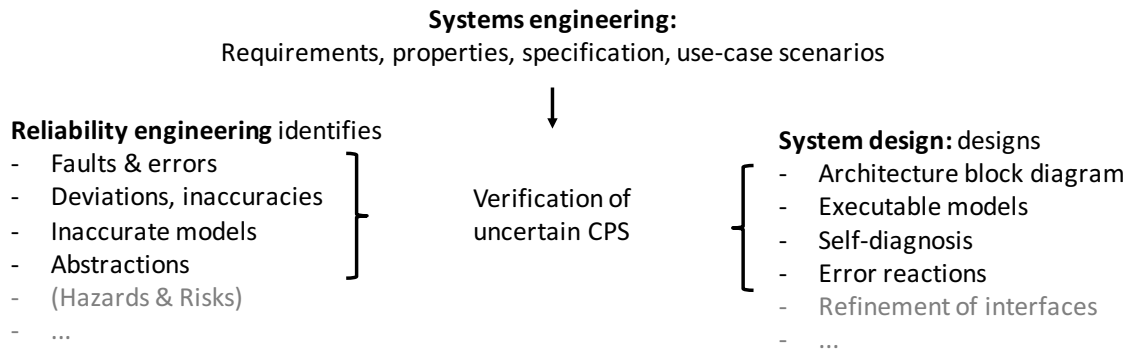 Systems engineering:
Requirements, properties, specification, use-case scenarios
Reliability engineering identifies
- Faults & errors
- Deviations, inaccuracies
- Inaccurate models
- Abstractions
- (Hazards & Risks)
- ...
Verification of
uncertain CPS
System design: designs
- Architecture block diagram
- Executable models
- Self-diagnosis
- Error reactions
- Refinement of interfaces
- ...